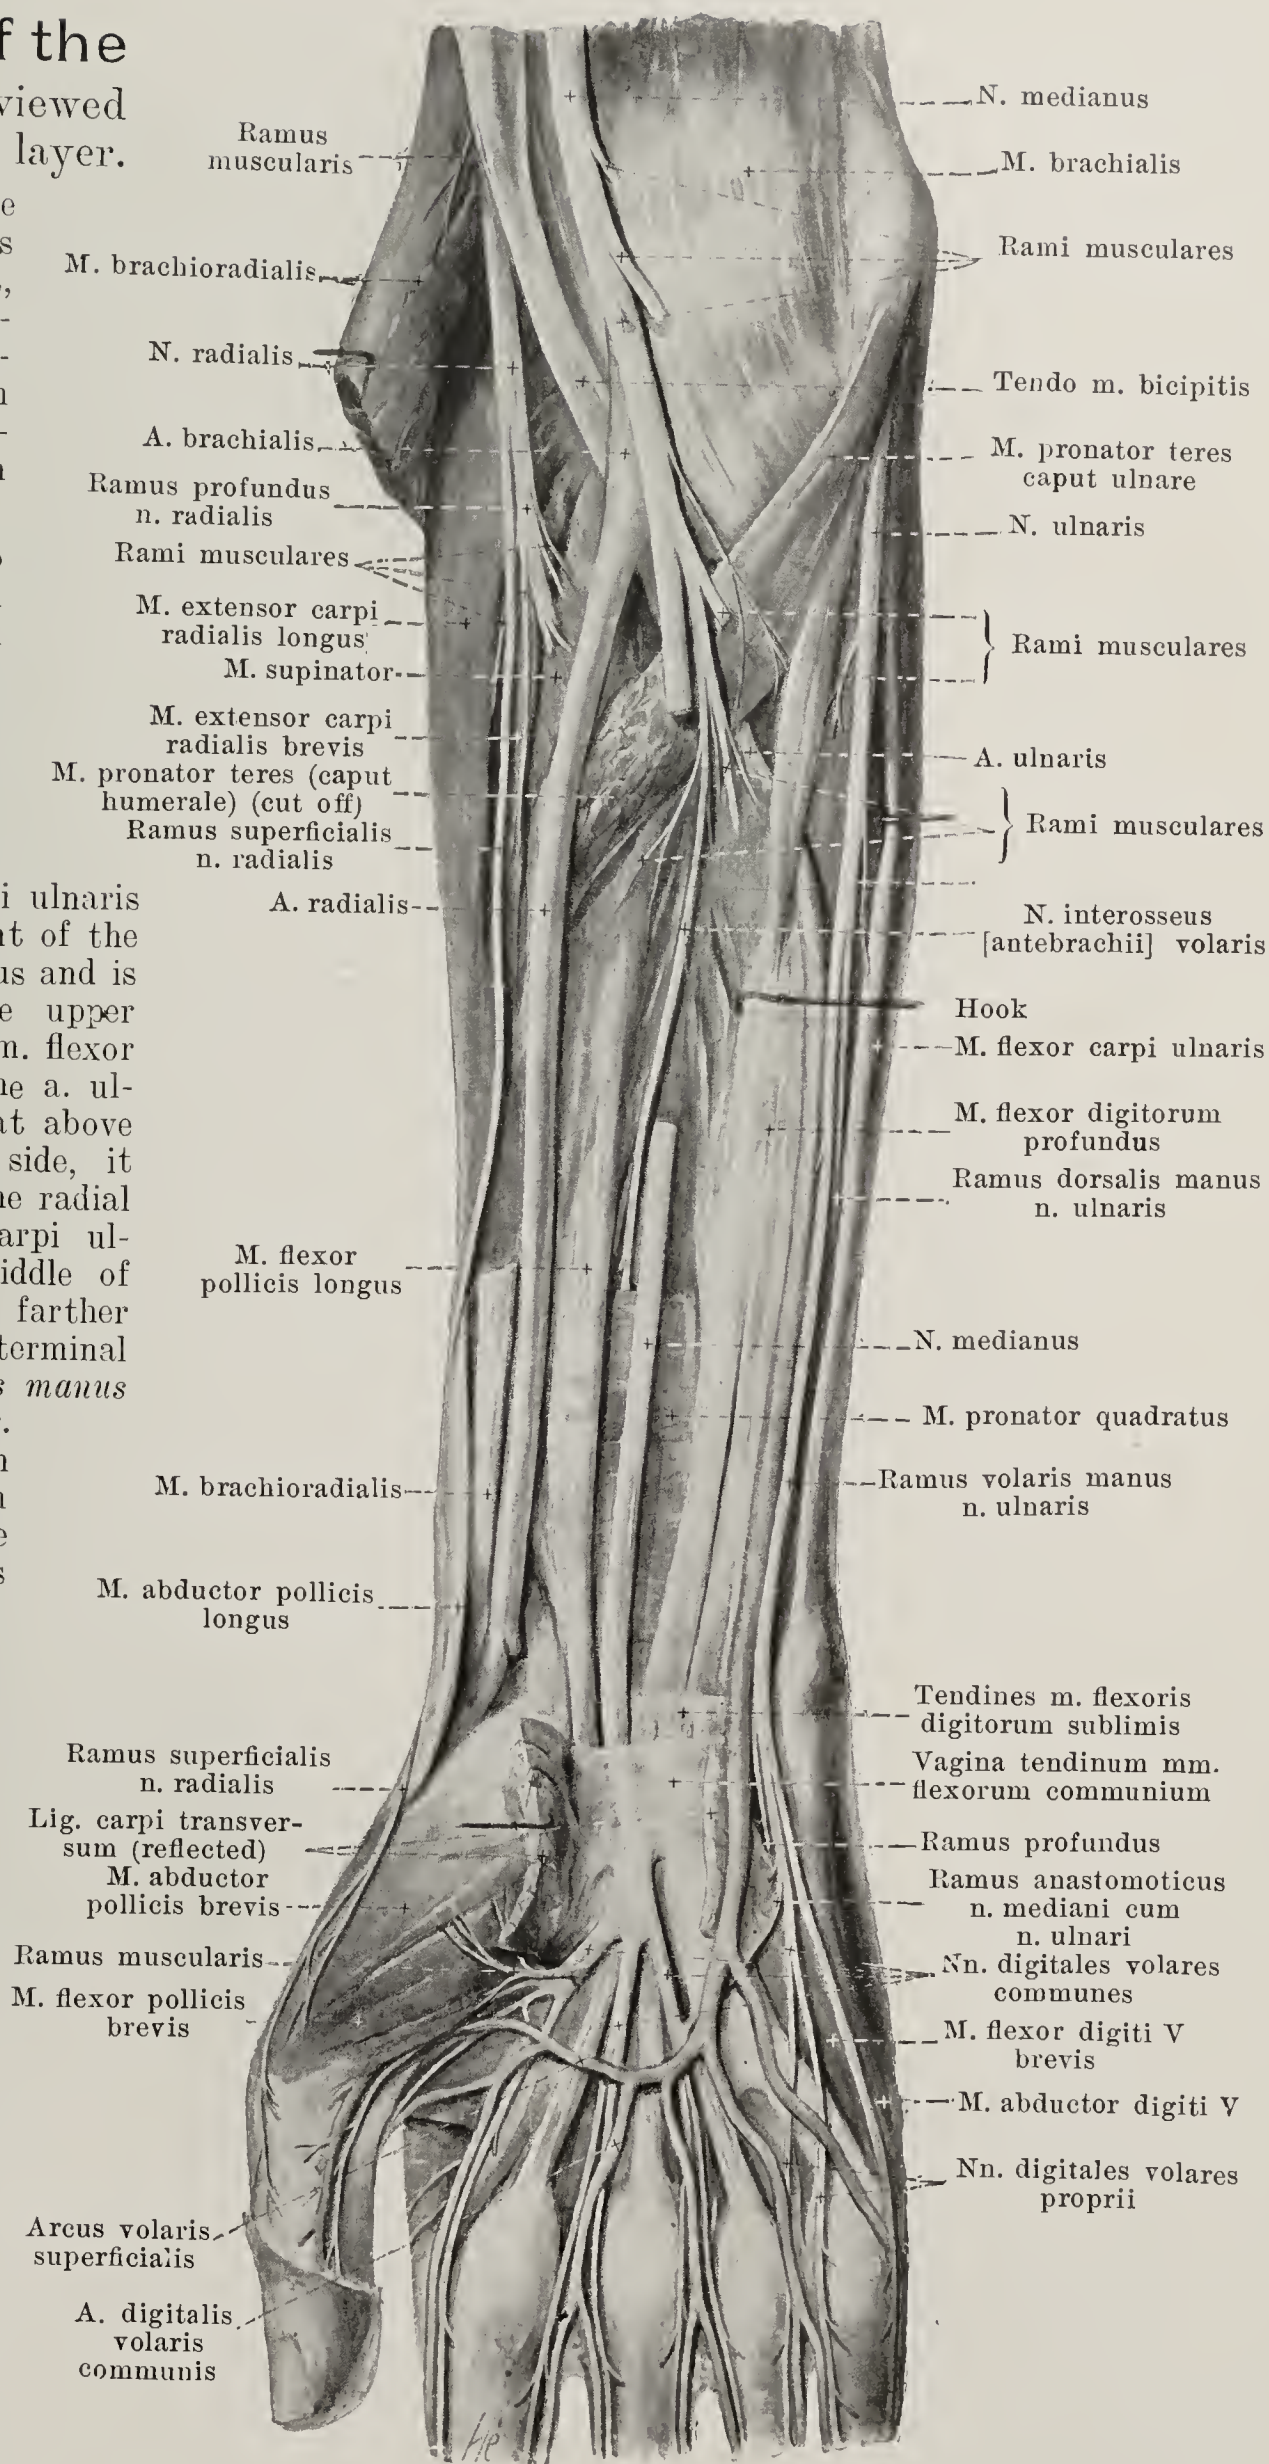 f the
viewed
layer.
e
s
n
i ulnaris
nt of the
us and is
e upper
m. flexor
ne a. ul-
at above
side, it
ne radial
arpi ul-
iddle of
farther
terminal
s manus
n
e
s
Ramus
muscularis
M. brachioradialis
N. radialis
A. brachialis
Ramus profundus
n. radialis
Rami musculares
M. extensor carpi
radialis longus
M. supinator
M. extensor carpi
radialis brevis
M. pronator teres (caput
humerale) (cut off)
Ramus superficialis
n. radialis
A. radialis
M. flexor
pollicis longus
M. brachioradialis
M. abductor pollicis
longus
Ramus superficialis
n. radialis
Lig. carpi transver-
sum (reflected)
M. abductor
pollicis brevis
Ramus muscularis
M. flexor pollicis
brevis
Arcus volaris
superficialis
A. digitalis
volaris
communis
N. medianus
M. brachialis
Rami musculares
Tendo m. bicipitis
M. pronator teres
caput ulnare
N. ulnaris
Rami musculares
A. ulnaris
Rami musculares
N. interosseus
[antebrachii] volaris
Hook
M. flexor carpi ulnaris
M. flexor digitorum
profundus
Ramus dorsalis manus
n. ulnaris
N. medianus
M. pronator quadratus
Ramus volaris manus
n. ulnaris
Tendines m. flexoris
digitorum sublimis
Vagina tendinum mm.
flexorum communium
Ramus profundus
Ramus anastomoticus
n. mediani cum
n. ulnari
Nn. digitales volares
communes
M. flexor digiti V
brevis
M. abductor digiti V
Nn. digitales volares
proprii